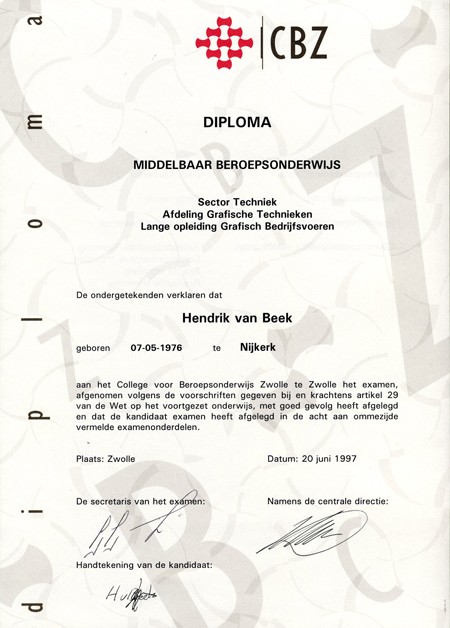 CBZ
DIPLOMA
MIDDELBAAR BEROEPSONDERWIJS
Sector Techniek
Afdeling Grafische Technieken
Lange opleiding Grafisch Bedrijfsvoeren
De ondergetekenden verklaren dat
Hendrik van Beek
geboren 07-05-1976 te Nijkerk
aan het College voor Beroepsonderwijs Zwolle te Zwolle het examen,
afgenomen volgens de voorschriften gegeven bij en krachtens artikel 29
van de Wet op het voortgezet onderwijs, met goed gevolg heeft afgelegd
en dat de kandidaat examen heeft afgelegd in de acht aan ommezijde
vermelde examenonderdelen.
Plaats: Zwolle Datum: 20 juni 1997
De secretaris van het examen: Namens de centrale directie:
Handtekening van de kandidaat:
diploma